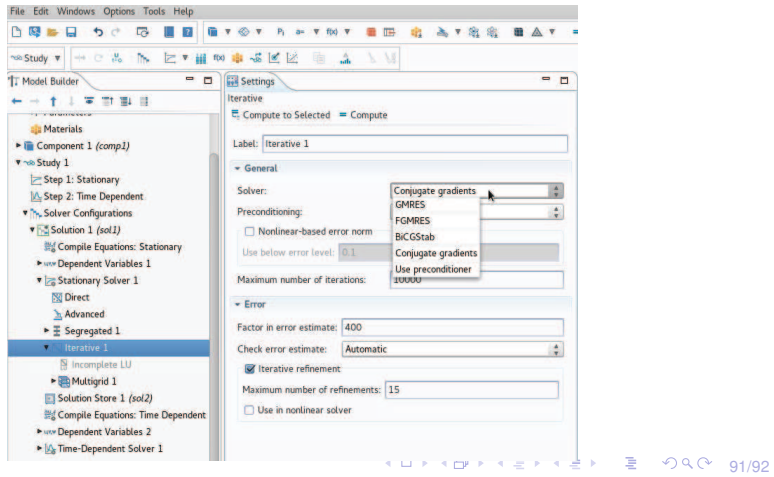 File Edit Windows Options Tools Help
Pi a= f(x)
Study f(x)
Model Builder
Materials
Component 1 (comp1)
Study 1
Step 1: Stationary
Step 2: Time Dependent
Solver Configurations
Solution 1 (sol1)
Compile Equations: Stationary
Dependent Variables 1
Stationary Solver 1
Direct
Advanced
Segregated 1
Iterative 1
Incomplete LU
Multigrid 1
Solution Store 1 (sol2)
Compile Equations: Time Dependent
Dependent Variables 2
Time-Dependent Solver 1
Settings
Iterative
Compute to Selected = Compute
Label: Iterative 1
General
Solver: Conjugate gradients
GMRES
Preconditioning:
FGMRES
Nonlinear-based error norm
BiCGStab
Use below error level: 0.1
Conjugate gradients
Use preconditioner
Maximum number of iterations: 10000
Error
Factor in error estimate: 400
Check error estimate: Automatic
Iterative refinement
Maximum number of refinements: 15
Use in nonlinear solver
91/92